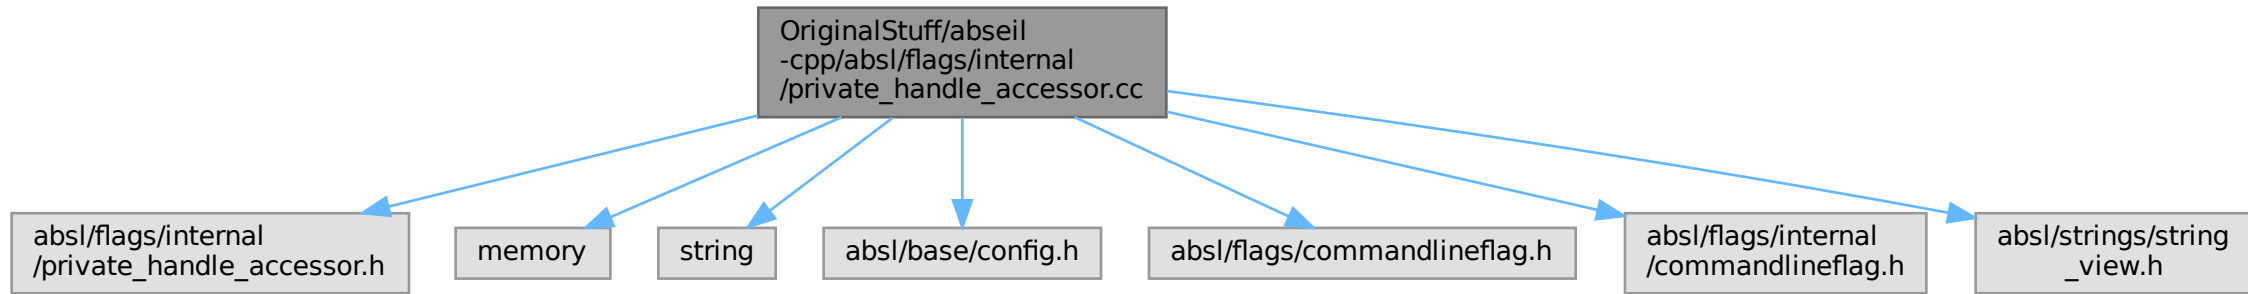 OriginalStuff/abseil
-cpp/absl/flags/internal
/private_handle_accessor.cc
absl/flags/internal
/private_handle_accessor.h
memory
string
absl/base/config.h
absl/flags/commandlineflag.h
absl/flags/internal
/commandlineflag.h
absl/strings/string
_view.h